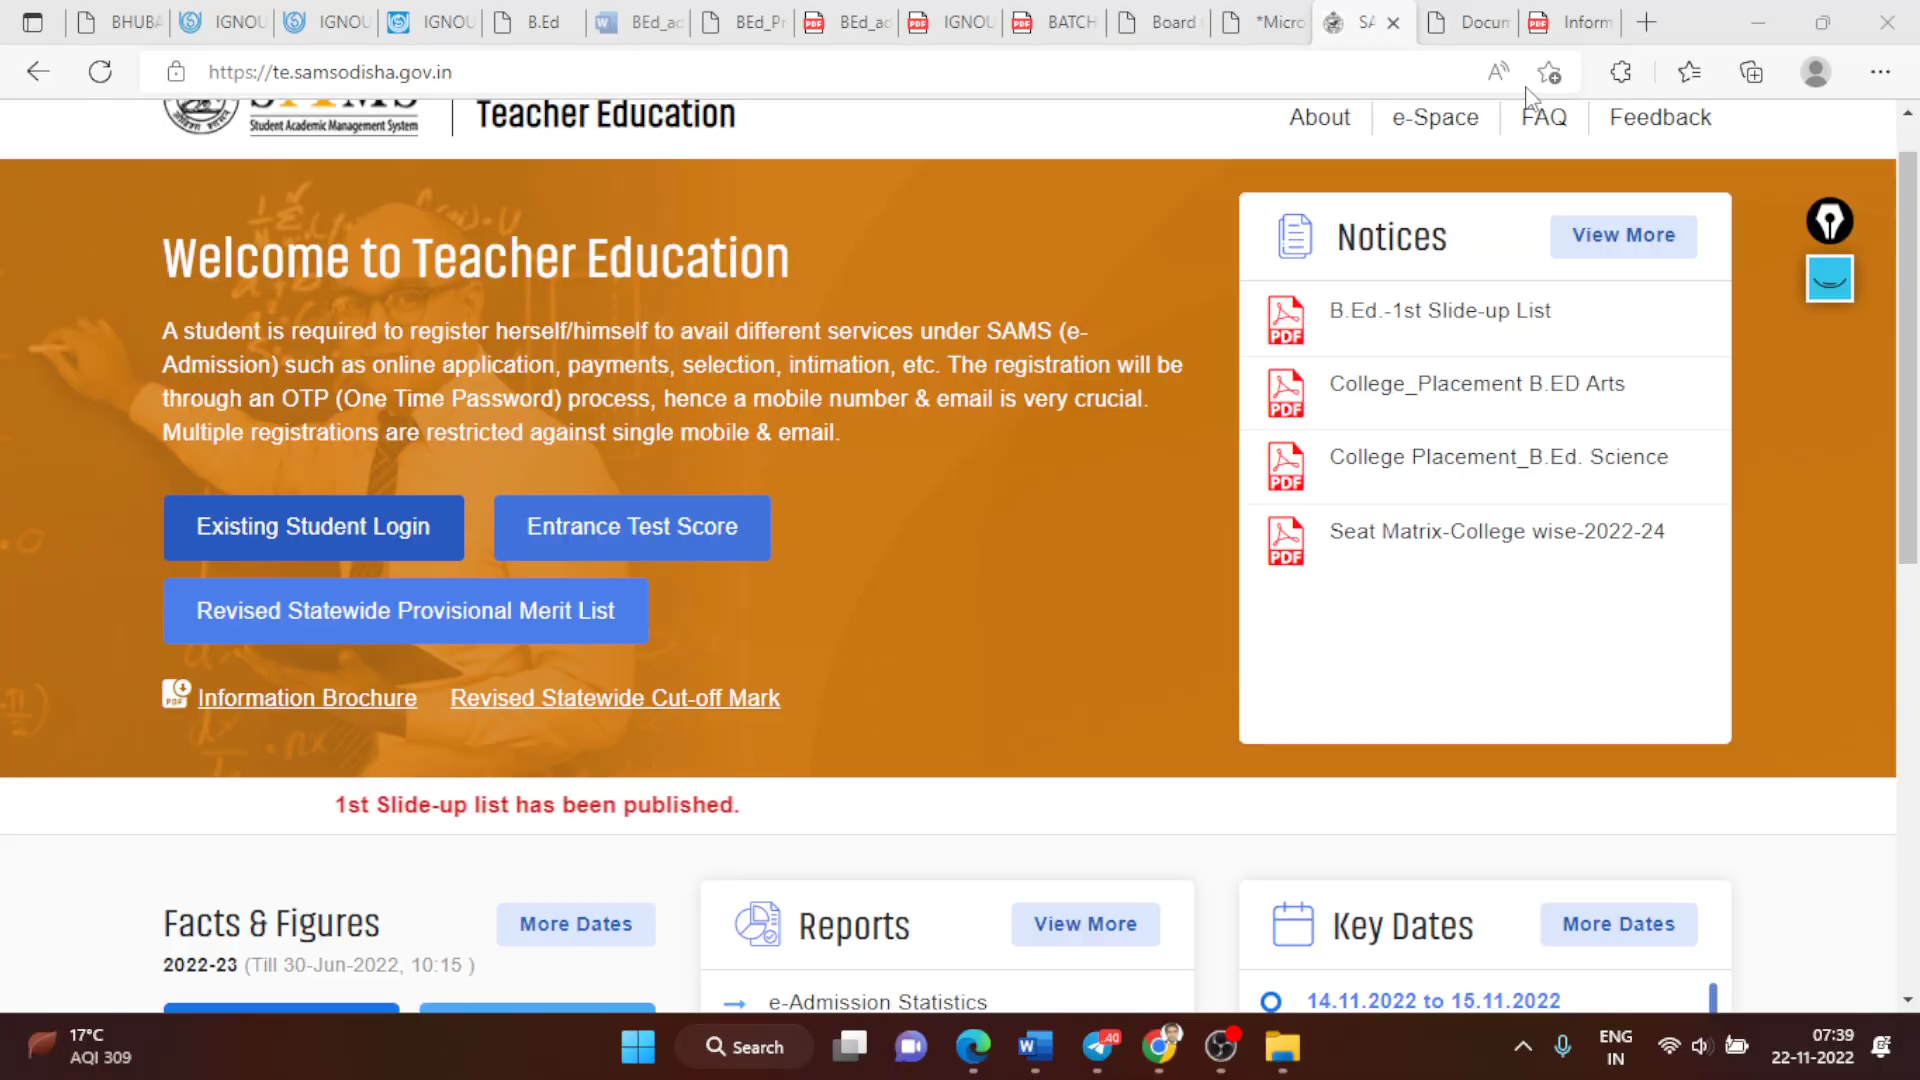 BHUBA
IGNOU
IGNOU
IGNOU
B.Ed
BEd_ad
BEd_Pr
BEd_ad
IGNOU
BATCH
Board
*Micro
SA
Docum
Inform
https://te.samsodisha.gov.in
Student Academic Management System
Teacher Education
About
e-Space
FAQ
Feedback
Welcome to Teacher Education
A student is required to register herself/himself to avail different services under SAMS (e-
Admission) such as online application, payments, selection, intimation, etc. The registration will be
through an OTP (One Time Password) process, hence a mobile number & email is very crucial.
Multiple registrations are restricted against single mobile & email.
Existing Student Login
Entrance Test Score
Revised Statewide Provisional Merit List
Information Brochure
Revised Statewide Cut-off Mark
Notices
View More
PDF
B.Ed.-1st Slide-up List
PDF
College_Placement B.ED Arts
PDF
College Placement_B.Ed. Science
PDF
Seat Matrix-College wise-2022-24
1st Slide-up list has been published.
Facts & Figures
More Dates
2022-23 (Till 30-Jun-2022, 10:15 )
Reports
View More
e-Admission Statistics
Key Dates
More Dates
14.11.2022 to 15.11.2022
17°C
AQI 309
Search
40
ENG
IN
07:39
22-11-2022